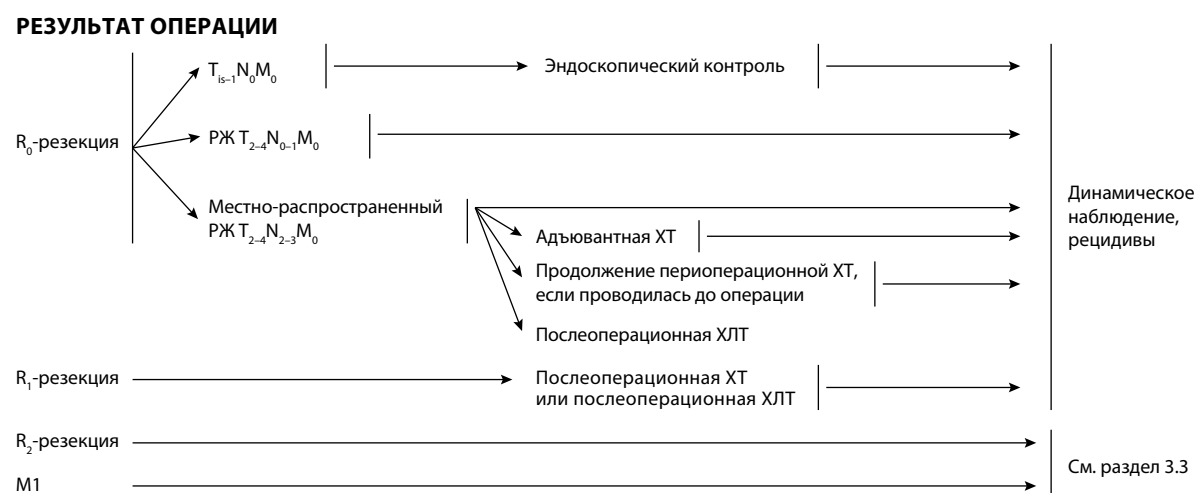 РЕЗУЛЬТАТ ОПЕРАЦИИ
R₀-резекция
Tis–1N₀M₀
Эндоскопический контроль
РЖ T₂₋₄N₀₋₁M₀
Местно-распространенный
РЖ T₂₋₄N₂₋₃M₀
Адъювантная ХТ
Продолжение периоперационной ХТ,
если проводилась до операции
Послеоперационная ХЛТ
R₁-резекция
Послеоперационная ХТ
или послеоперационная ХЛТ
Динамическое
наблюдение,
рецидивы
R₂-резекция
М1
См. раздел 3.3